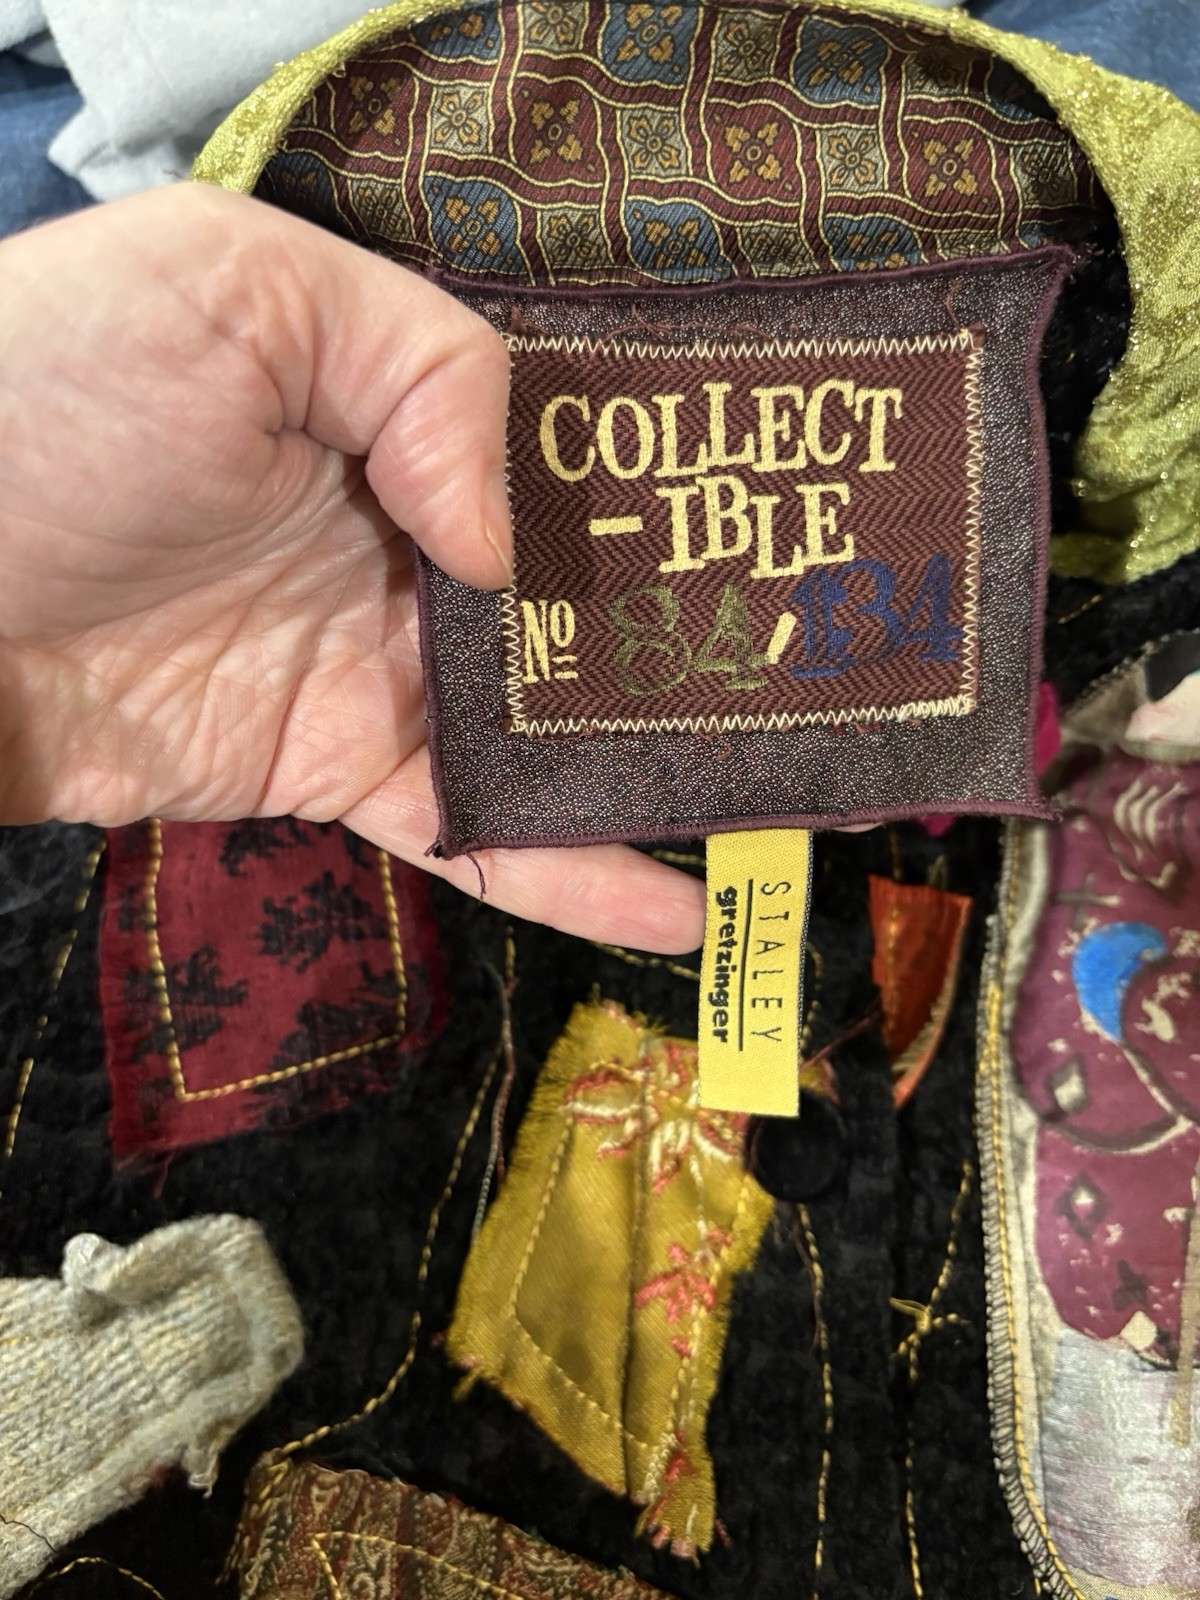 COLLECT
-IBLE
Nº 84/134
STALEY
gretzinger